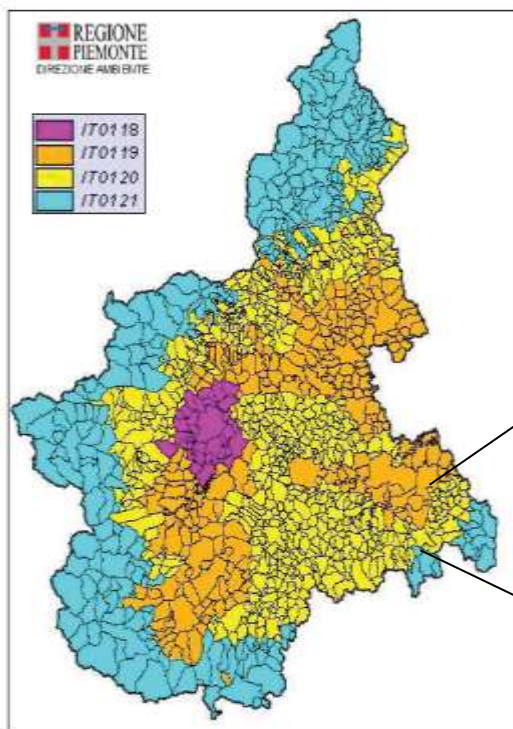 REGIONE
PIEMONTE
DIREZIONE AMBIENTE
IT0118
IT0119
IT0120
IT0121